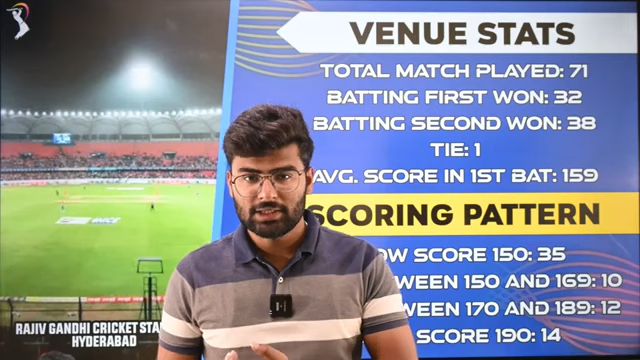 VENUE STATS
TOTAL MATCH PLAYED: 71
BATTING FIRST WON: 32
BATTING SECOND WON: 38
TIE: 1
AVG. SCORE IN 1ST BAT: 159
SCORING PATTERN
SCORE 150: 35
150 AND 169: 10
170 AND 189: 12
SCORE 190: 14
RAJIV GANDHI CRICKET
HYDERABAD